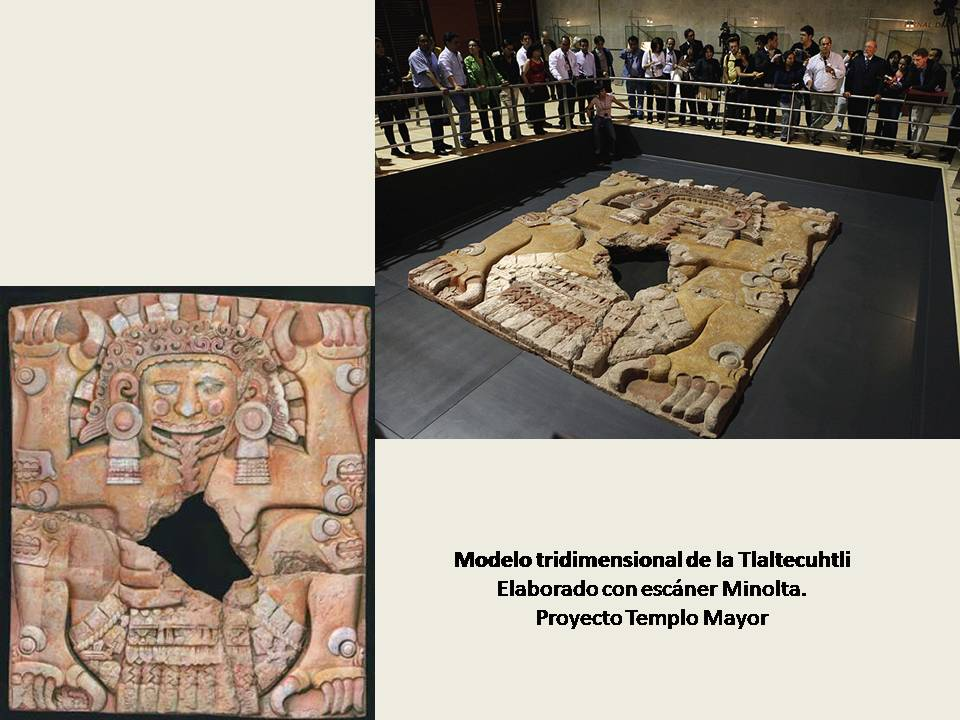 Modelo tridimensional de la Tlaltecuhtli
Elaborado con escáner Minolta.
Proyecto Templo Mayor